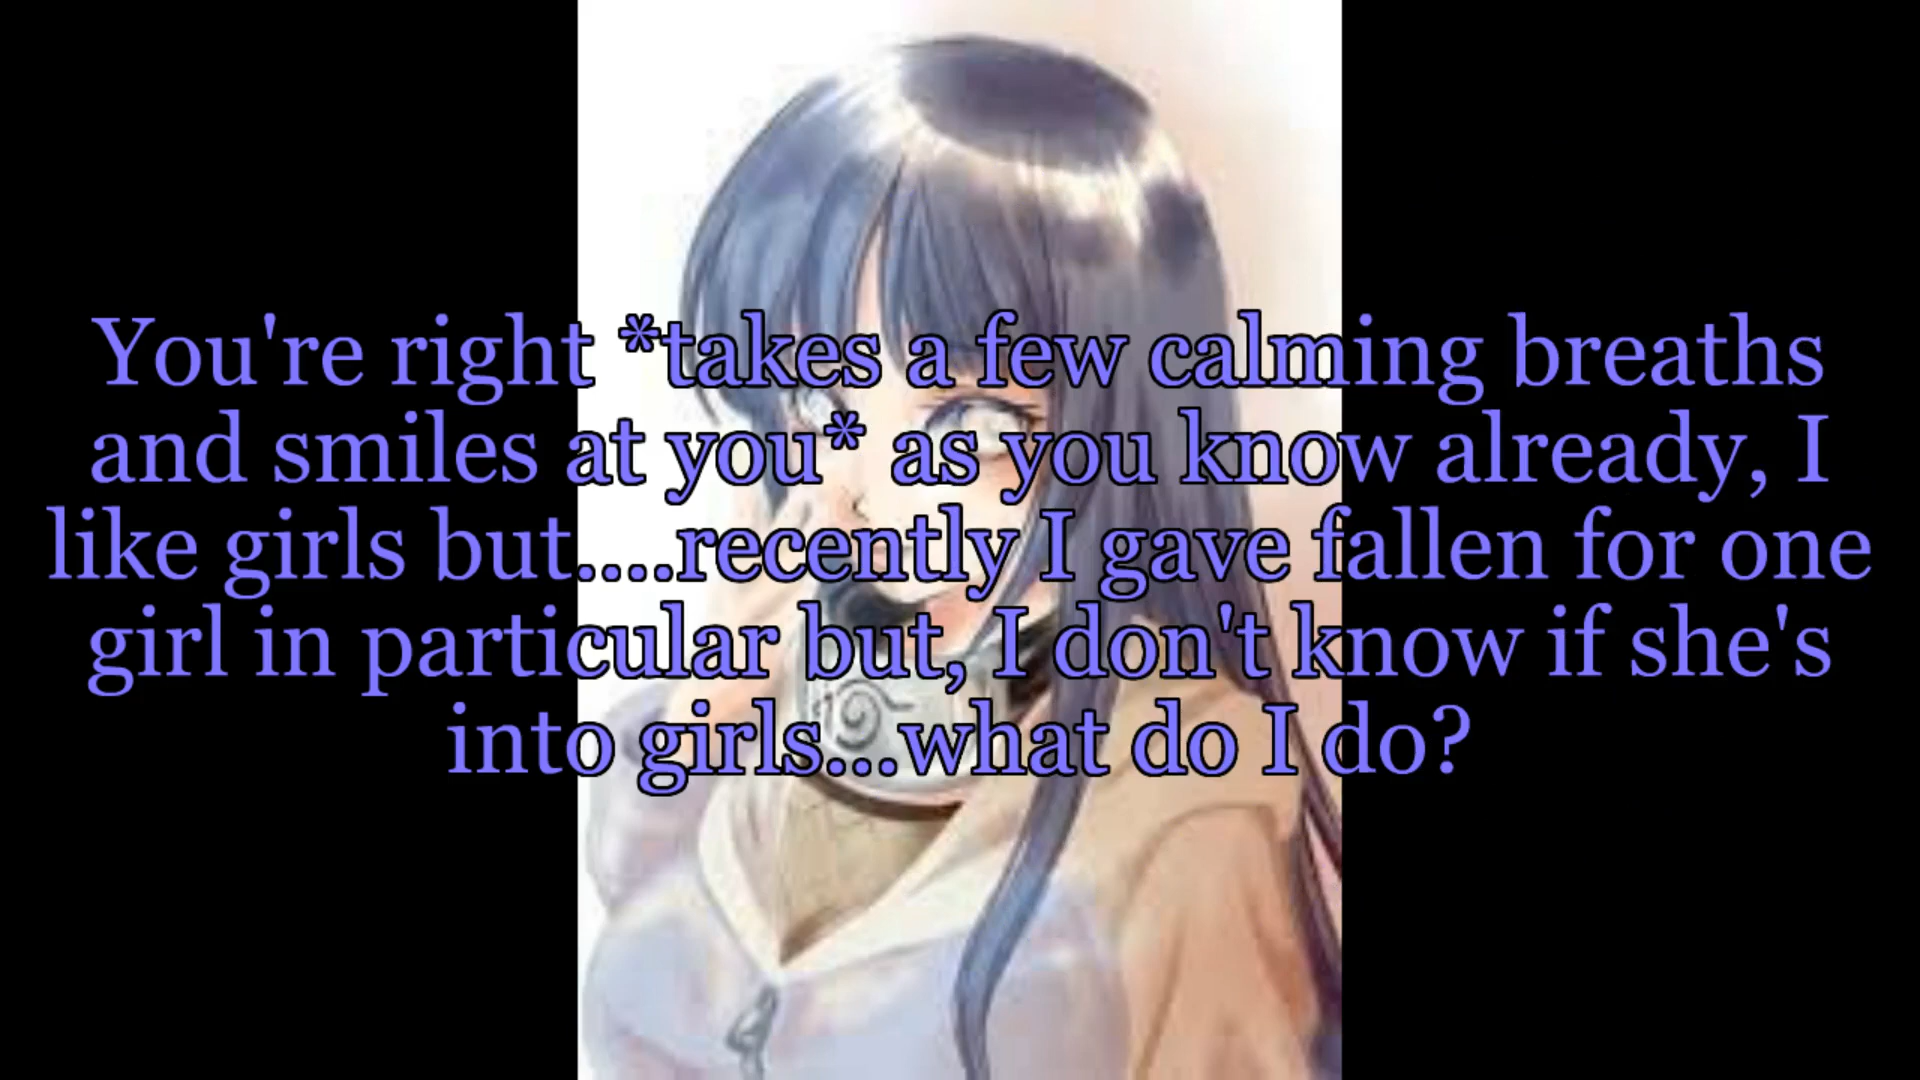 You're right *takes a few calming breaths
and smiles at you* as you know already, I
like girls but....recently I gave fallen for one
girl in particular but, I don't know if she's
into girls...what do I do?